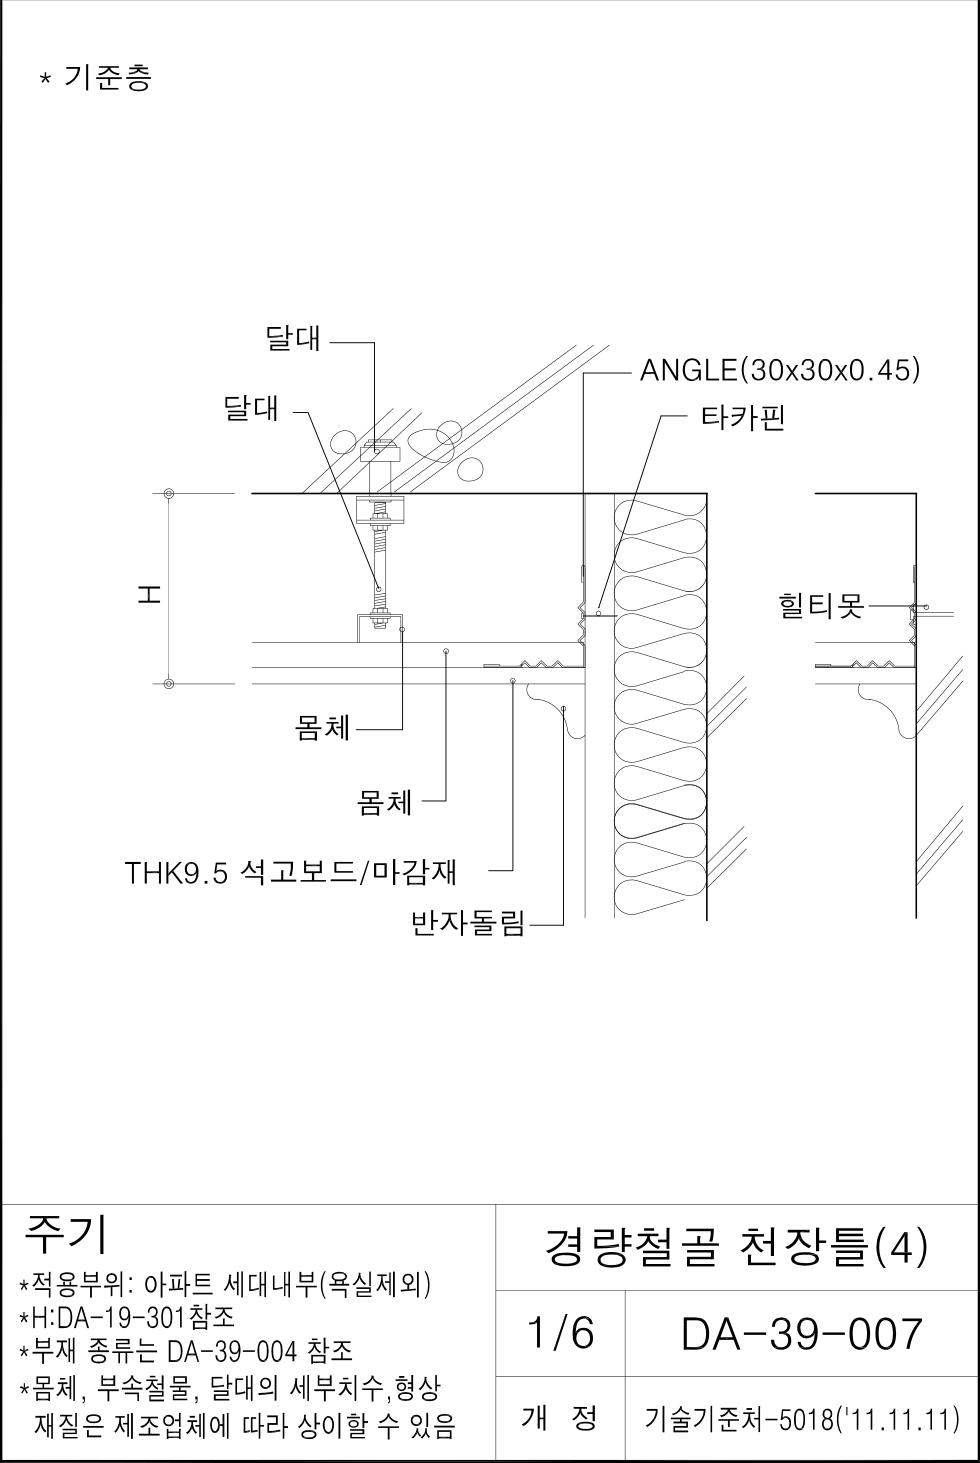 * 기준층
달대
달대
ANGLE(30x30x0.45)
타카핀
H
힐티못
몸체
몸체
THK9.5 석고보드/마감재
반자돌림
주기
*적용부위: 아파트 세대내부(욕실제외)
*H:DA-19-301참조
*부재 종류는 DA-39-004 참조
*몸체, 부속철물, 달대의 세부치수,형상
재질은 제조업체에 따라 상이할 수 있음
경량철골 천장틀(4)
1/6
DA-39-007
개 정
기술기준처-5018('11.11.11)